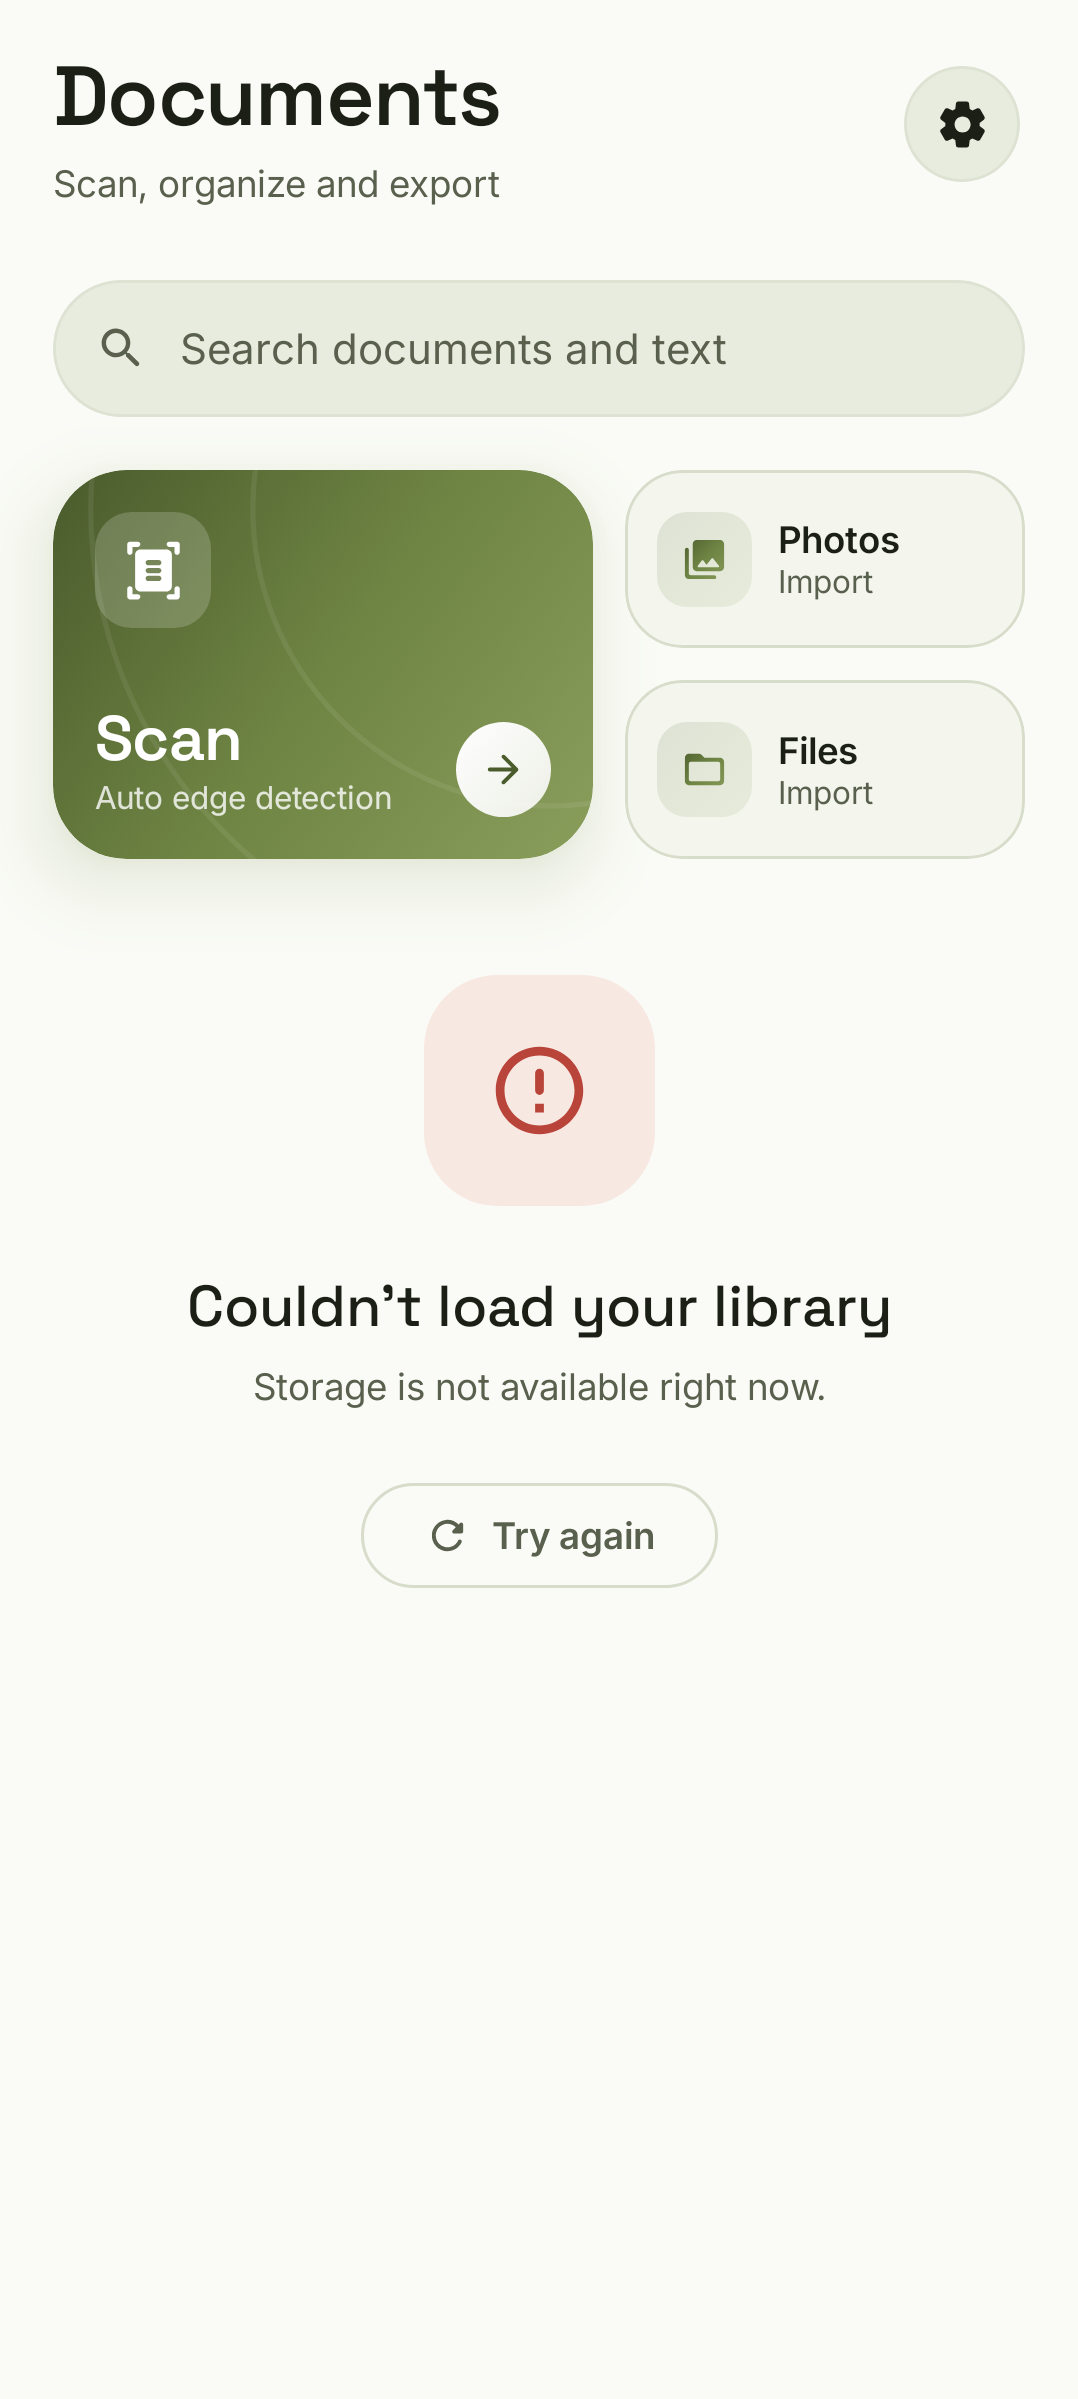 Documents
Scan, organize and export
Search documents and text
Scan
Auto edge detection
Photos
Import
Files
Import
Couldn’t load your library
Storage is not available right now.
Try again